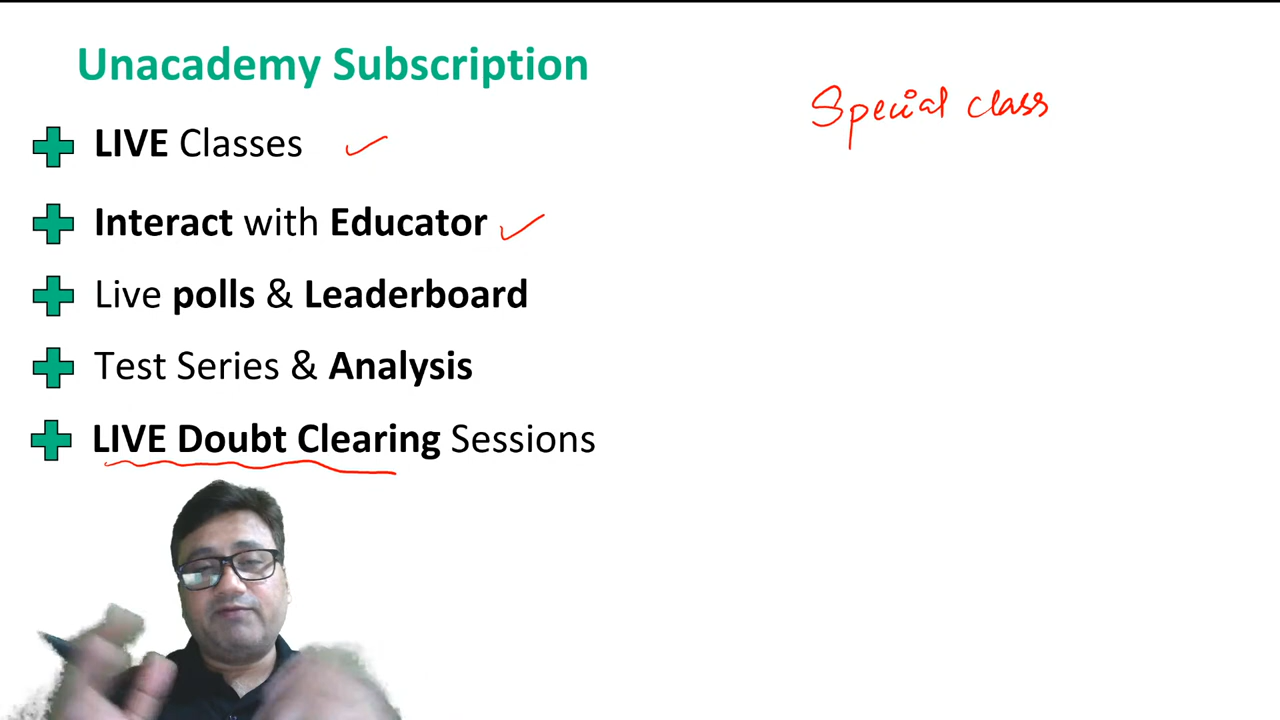 Unacademy Subscription
Special class
LIVE Classes
Interact with Educator
Live polls & Leaderboard
Test Series & Analysis
LIVE Doubt Clearing Sessions